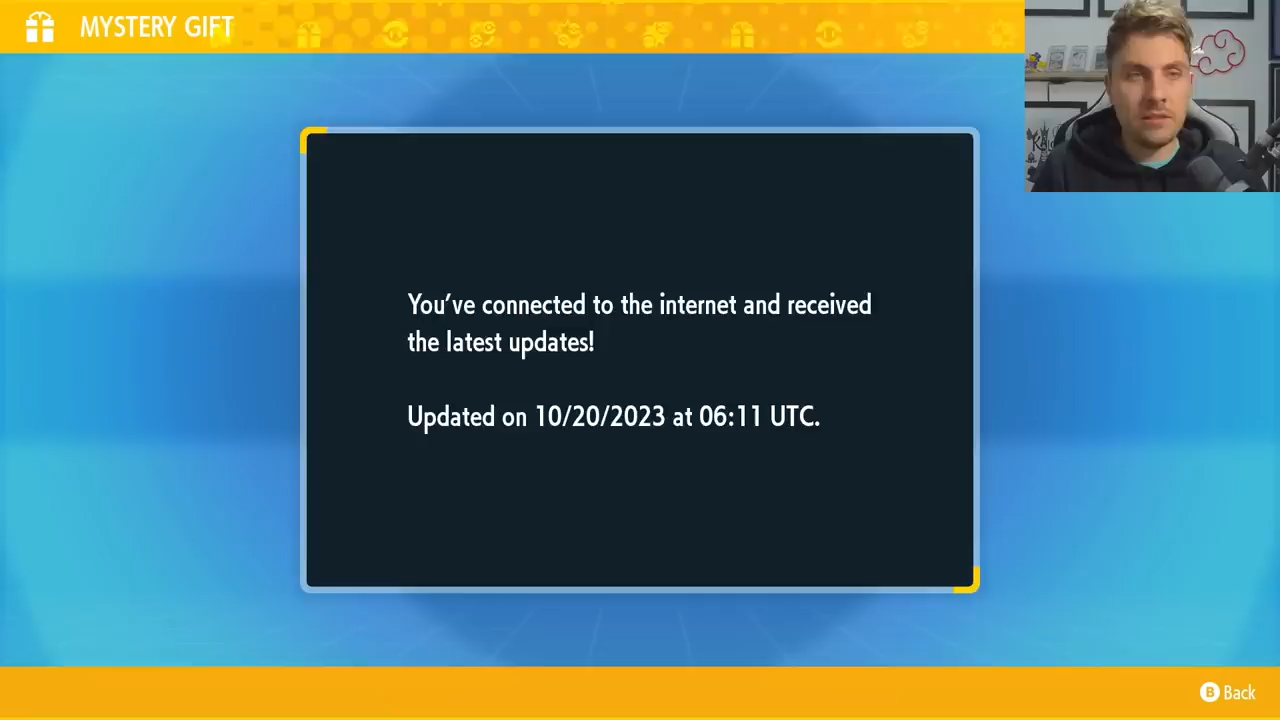 MYSTERY GIFT
You've connected to the internet and received
the latest updates!
Updated on 10/20/2023 at 06:11 UTC.
B Back